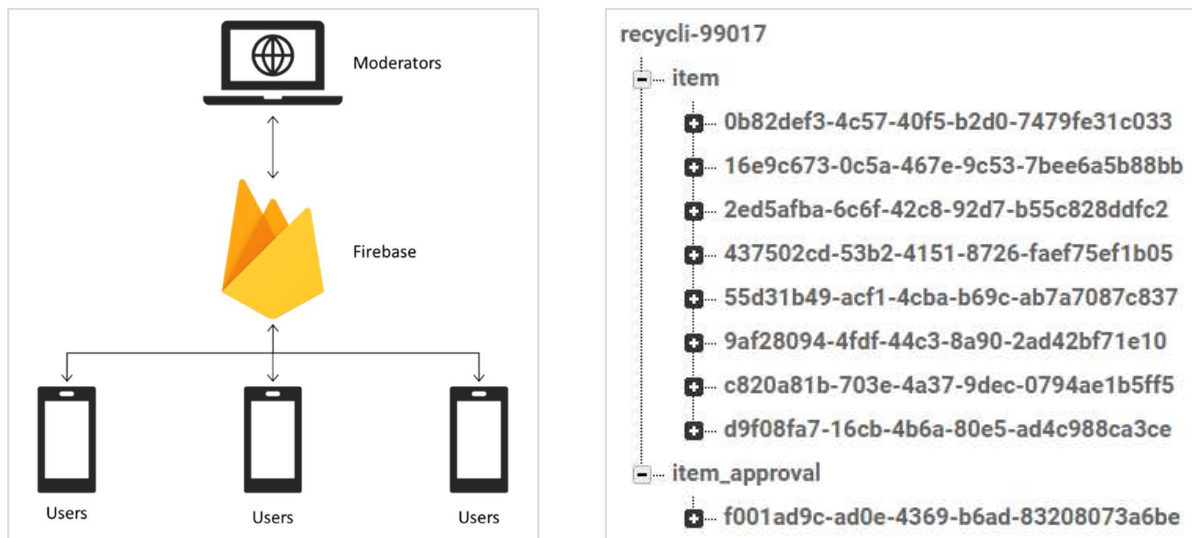 Moderators
Firebase
Users
Users
Users
recycli-99017
item
0b82def3-4c57-40f5-b2d0-7479fe31c033
16e9c673-0c5a-467e-9c53-7bee6a5b88bb
2ed5afba-6c6f-42c8-92d7-b55c828ddfc2
437502cd-53b2-4151-8726-faef75ef1b05
55d31b49-acf1-4cba-b69c-ab7a7087c837
9af28094-4fdf-44c3-8a90-2ad42bf71e10
c820a81b-703e-4a37-9dec-0794ae1b5ff5
d9f08fa7-16cb-4b6a-80e5-ad4c988ca3ce
item_approval
f001ad9c-ad0e-4369-b6ad-83208073a6be